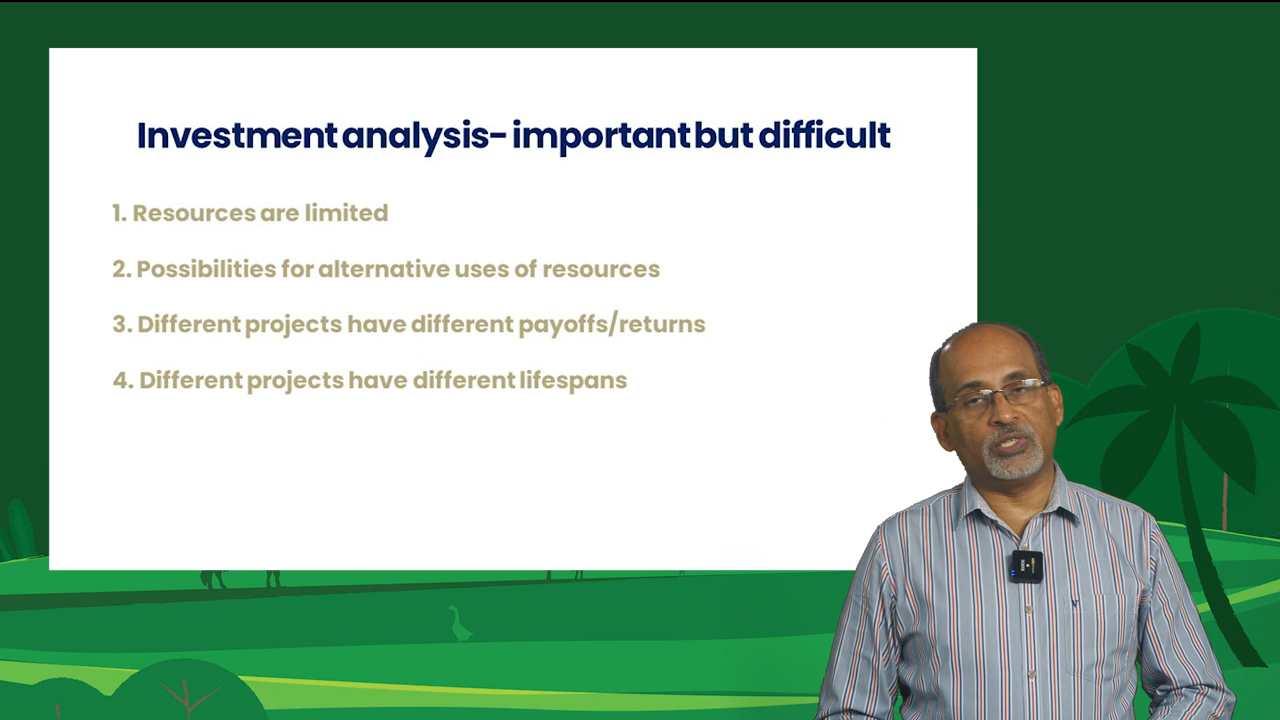 Investment analysis- important but difficult
1. Resources are limited
2. Possibilities for alternative uses of resources
3. Different projects have different payoffs/returns
4. Different projects have different lifespans